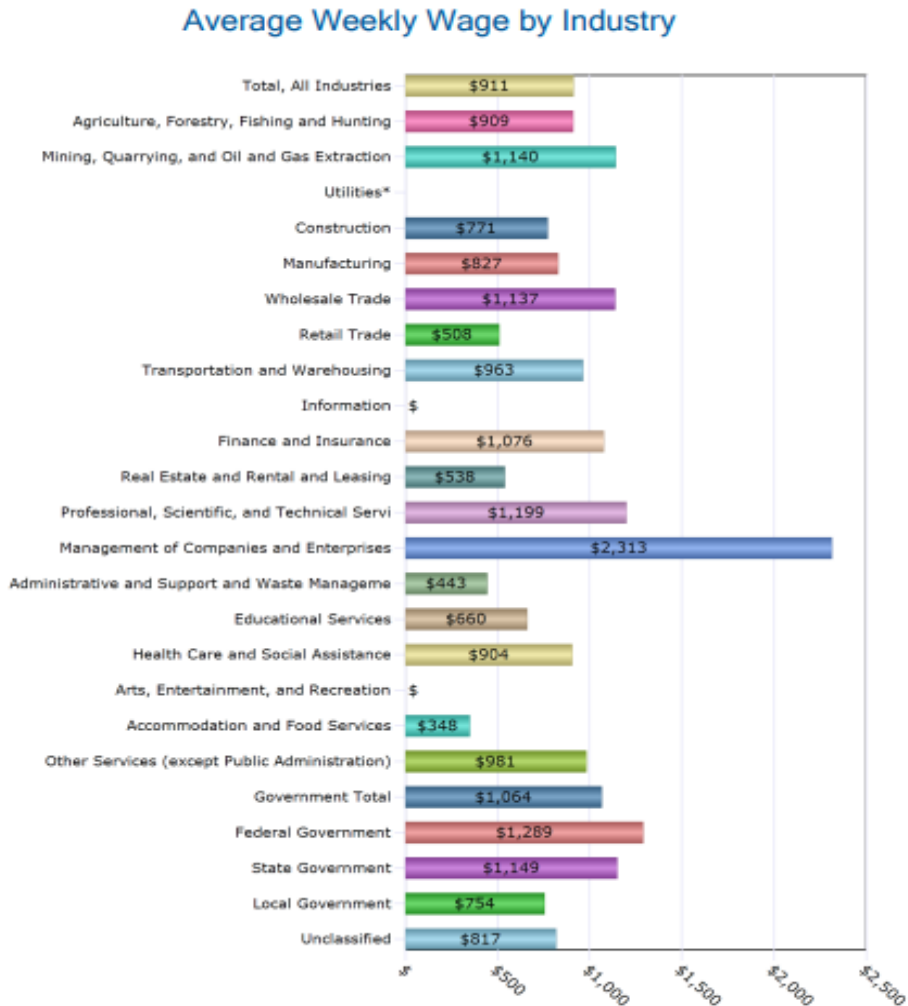 Average Weekly Wage by Industry
Total, All Industries $911
Agriculture, Forestry, Fishing and Hunting $909
Mining, Quarrying, and Oil and Gas Extraction $1,140
Utilities*
Construction $771
Manufacturing $827
Wholesale Trade $1,137
Retail Trade $508
Transportation and Warehousing $963
Information $
Finance and Insurance $1,076
Real Estate and Rental and Leasing $538
Professional, Scientific, and Technical Servi $1,199
Management of Companies and Enterprises $2,313
Administrative and Support and Waste Manageme $443
Educational Services $660
Health Care and Social Assistance $904
Arts, Entertainment, and Recreation $
Accommodation and Food Services $348
Other Services (except Public Administration) $981
Government Total $1,064
Federal Government $1,289
State Government $1,149
Local Government $754
Unclassified $817
$ $500 $1,000 $1,500 $2,000 $2,500